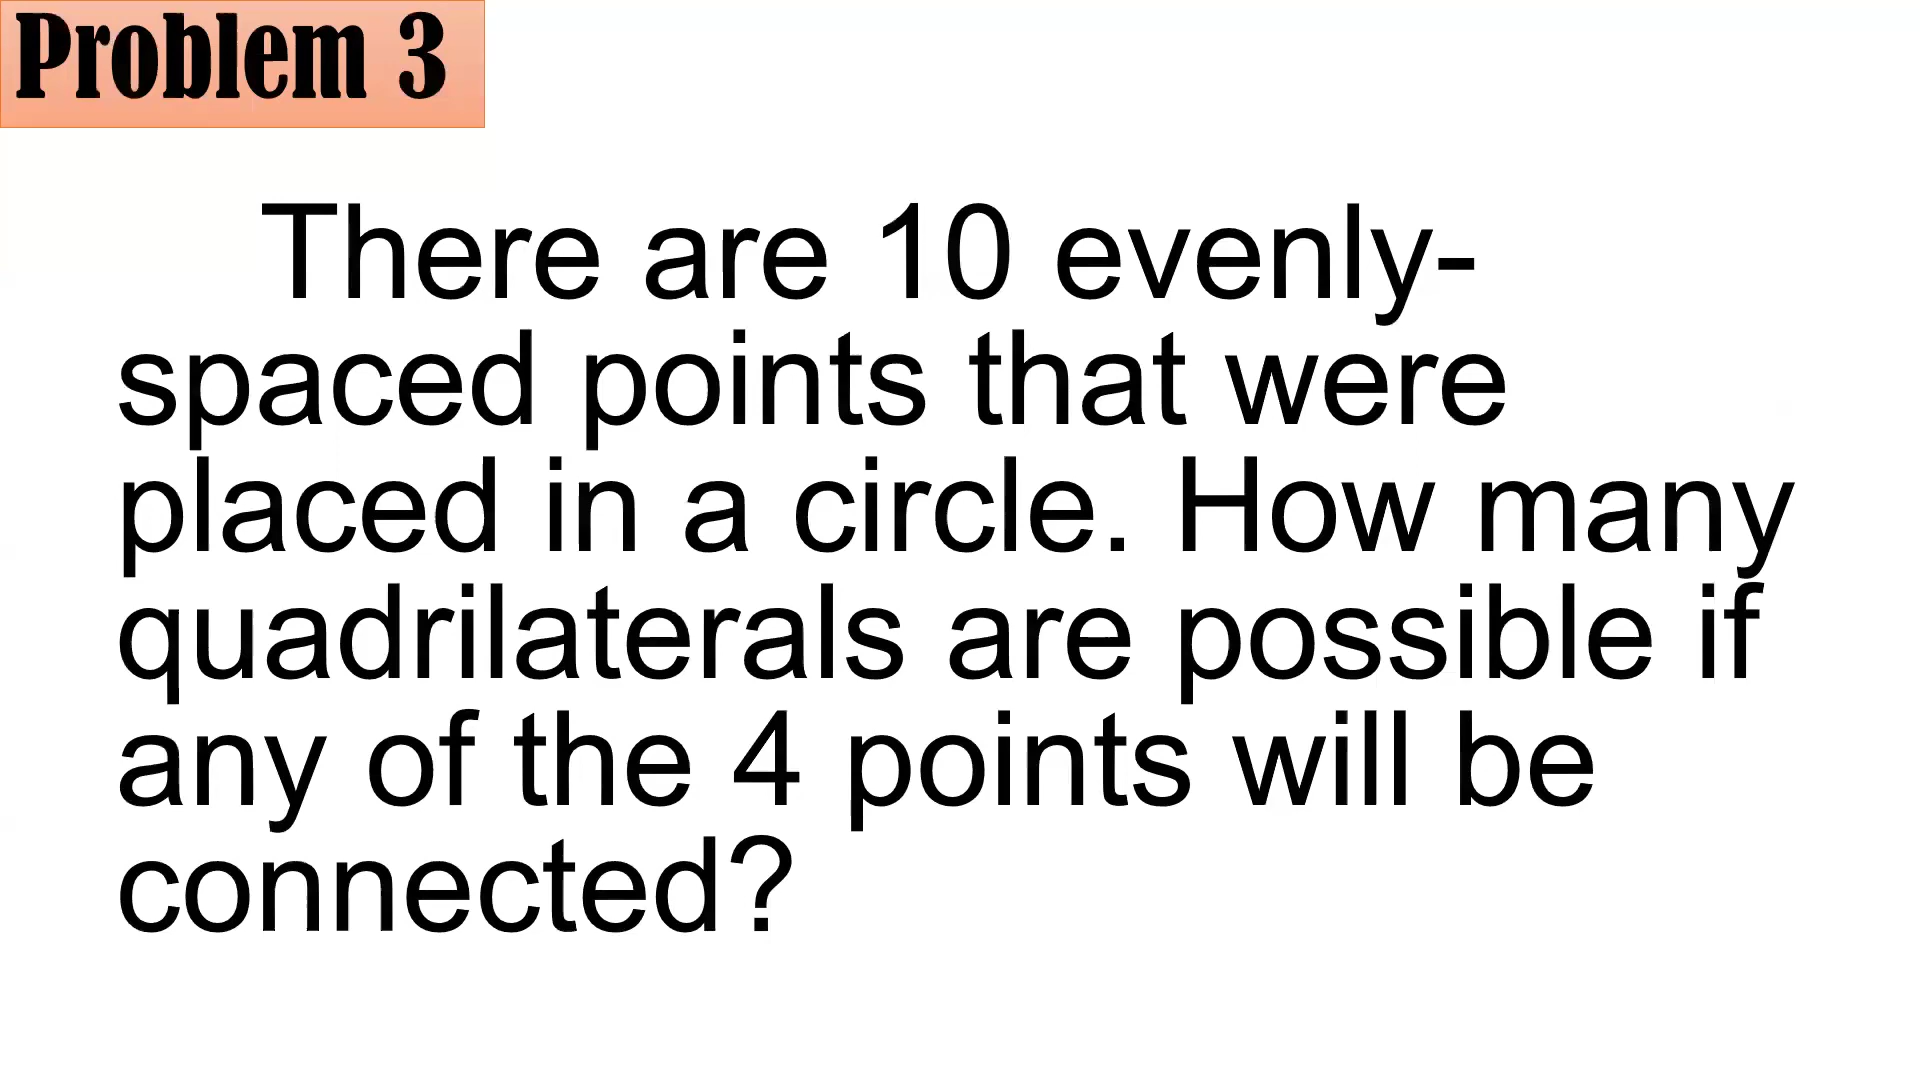 Problem 3
There are 10 evenly-
spaced points that were
placed in a circle. How many
quadrilaterals are possible if
any of the 4 points will be
connected?